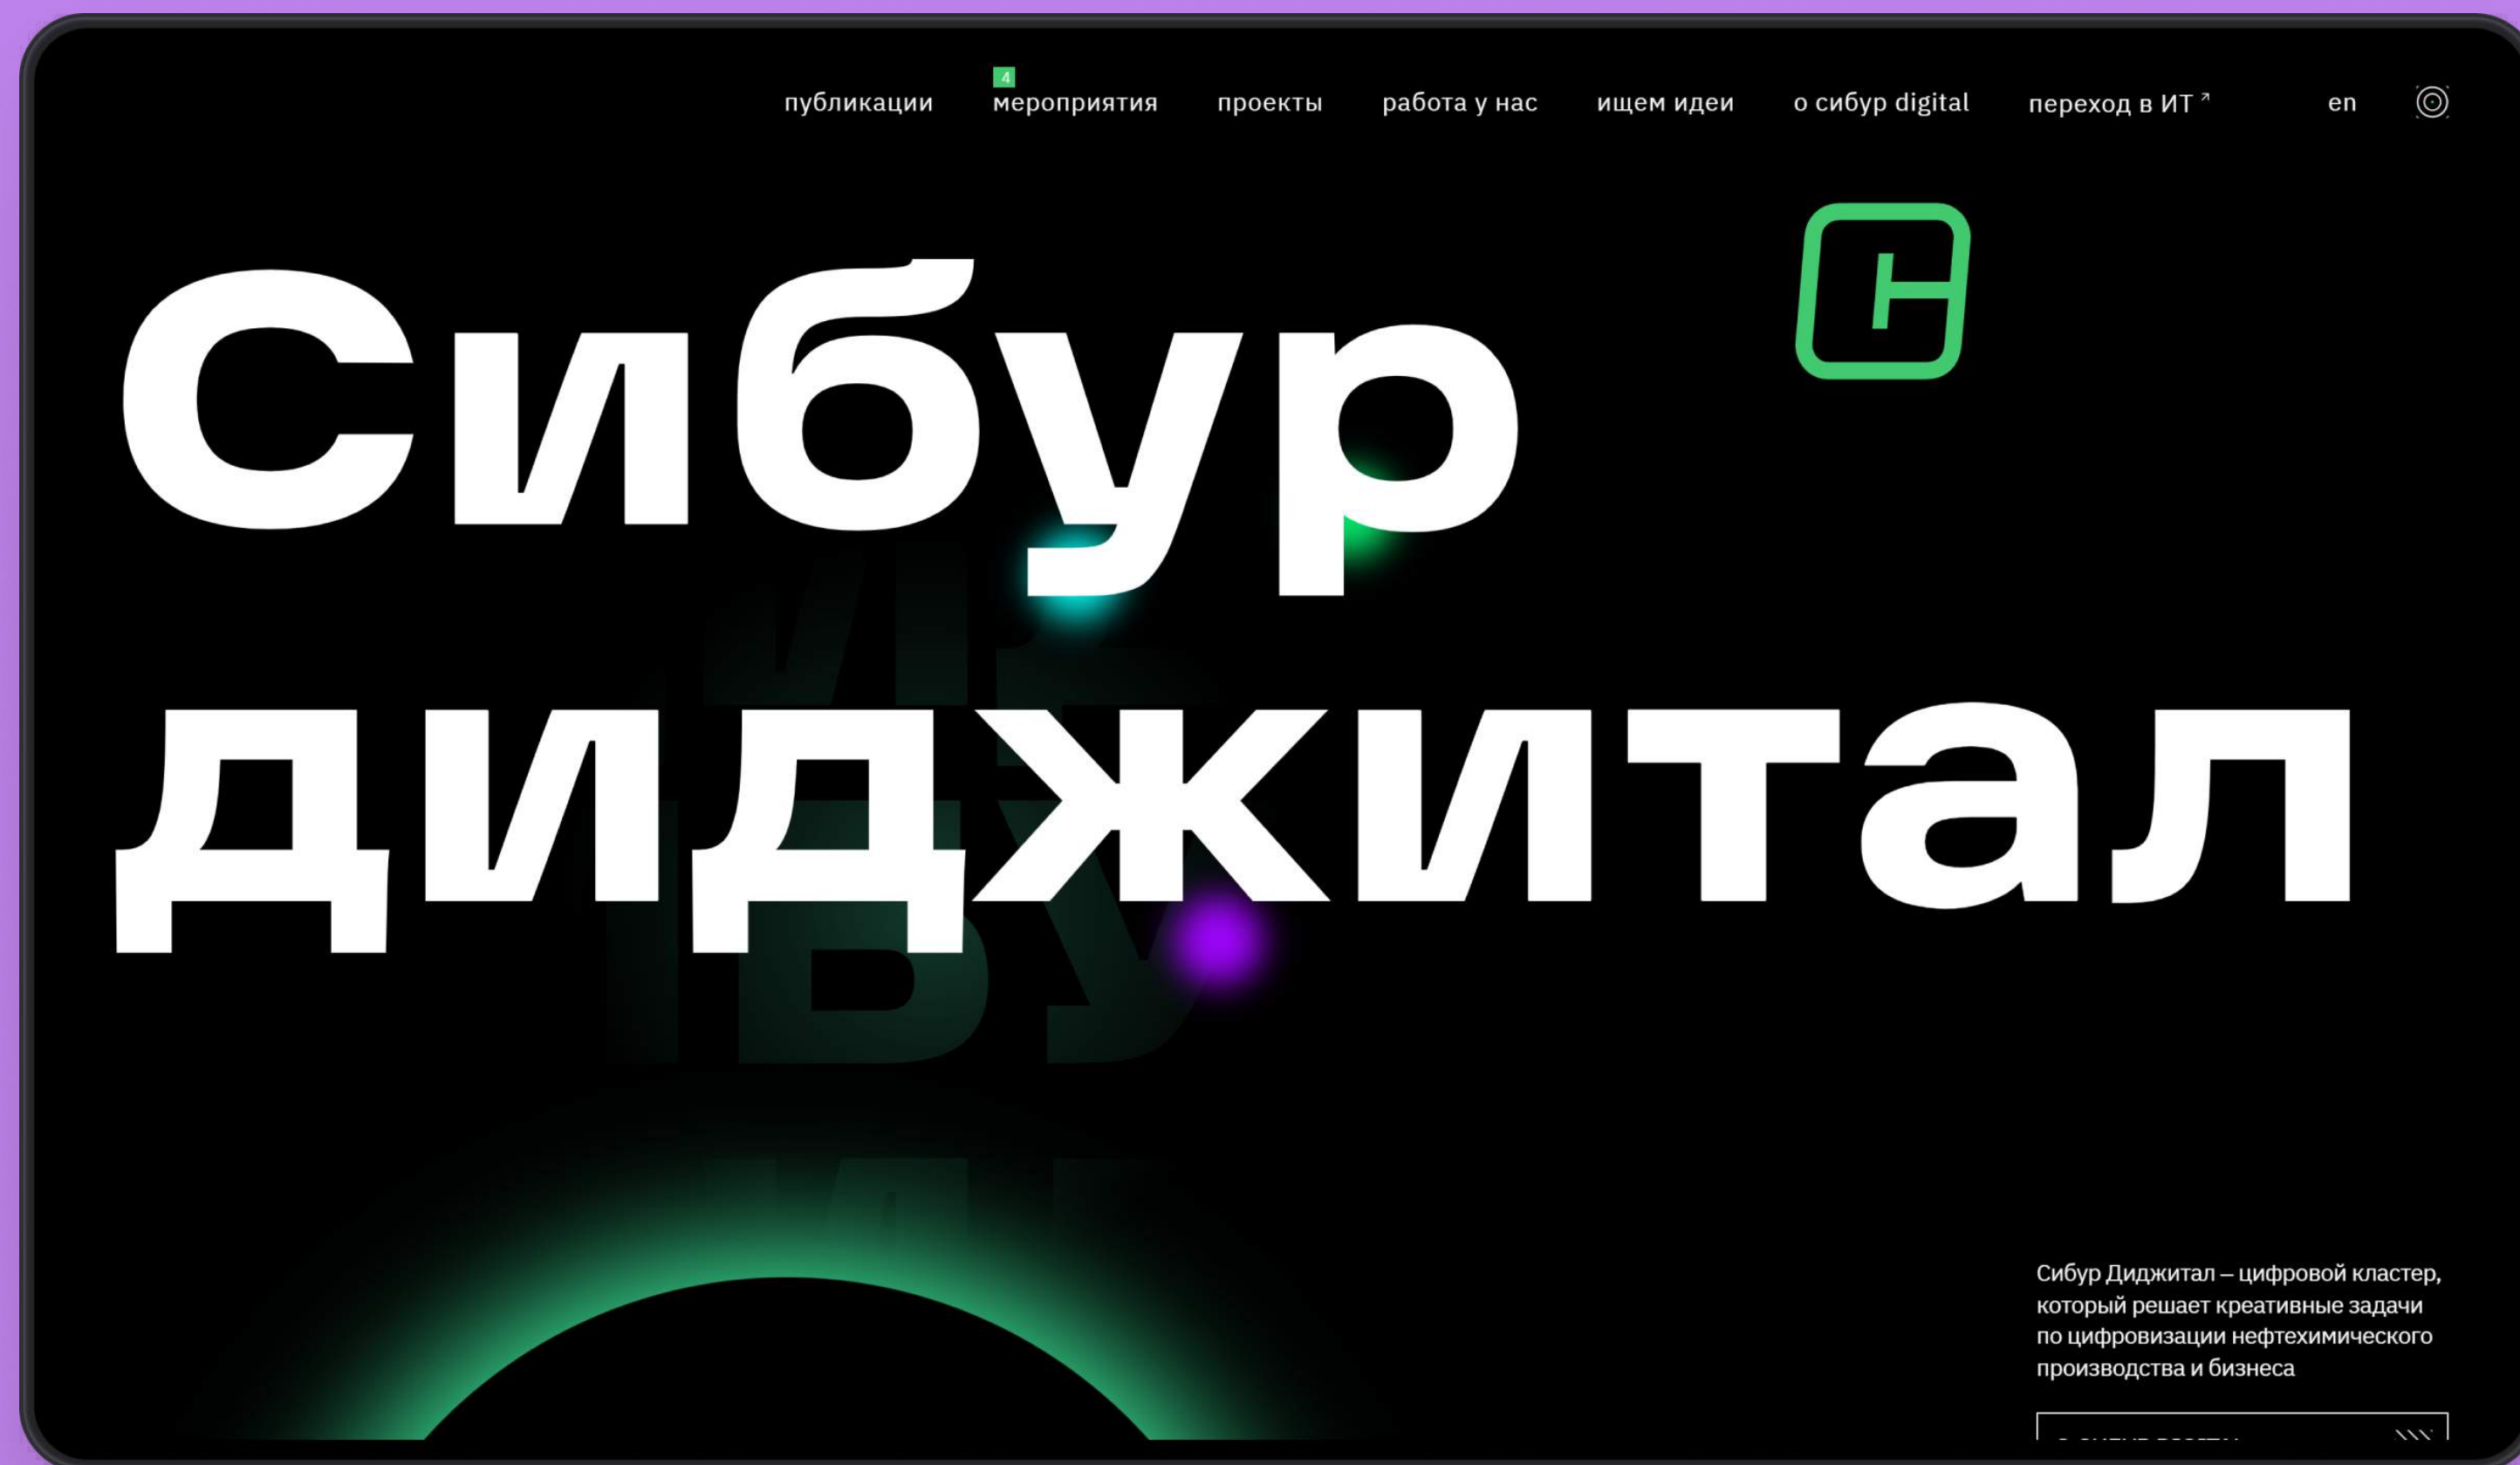 4
публикации мероприятия проекты работа у нас ищем идеи о сибур digital переход в ИТ en
Сибур
диджитал
Сибур Диджитал – цифровой кластер,
который решает креативные задачи
по цифровизации нефтехимического
производства и бизнеса